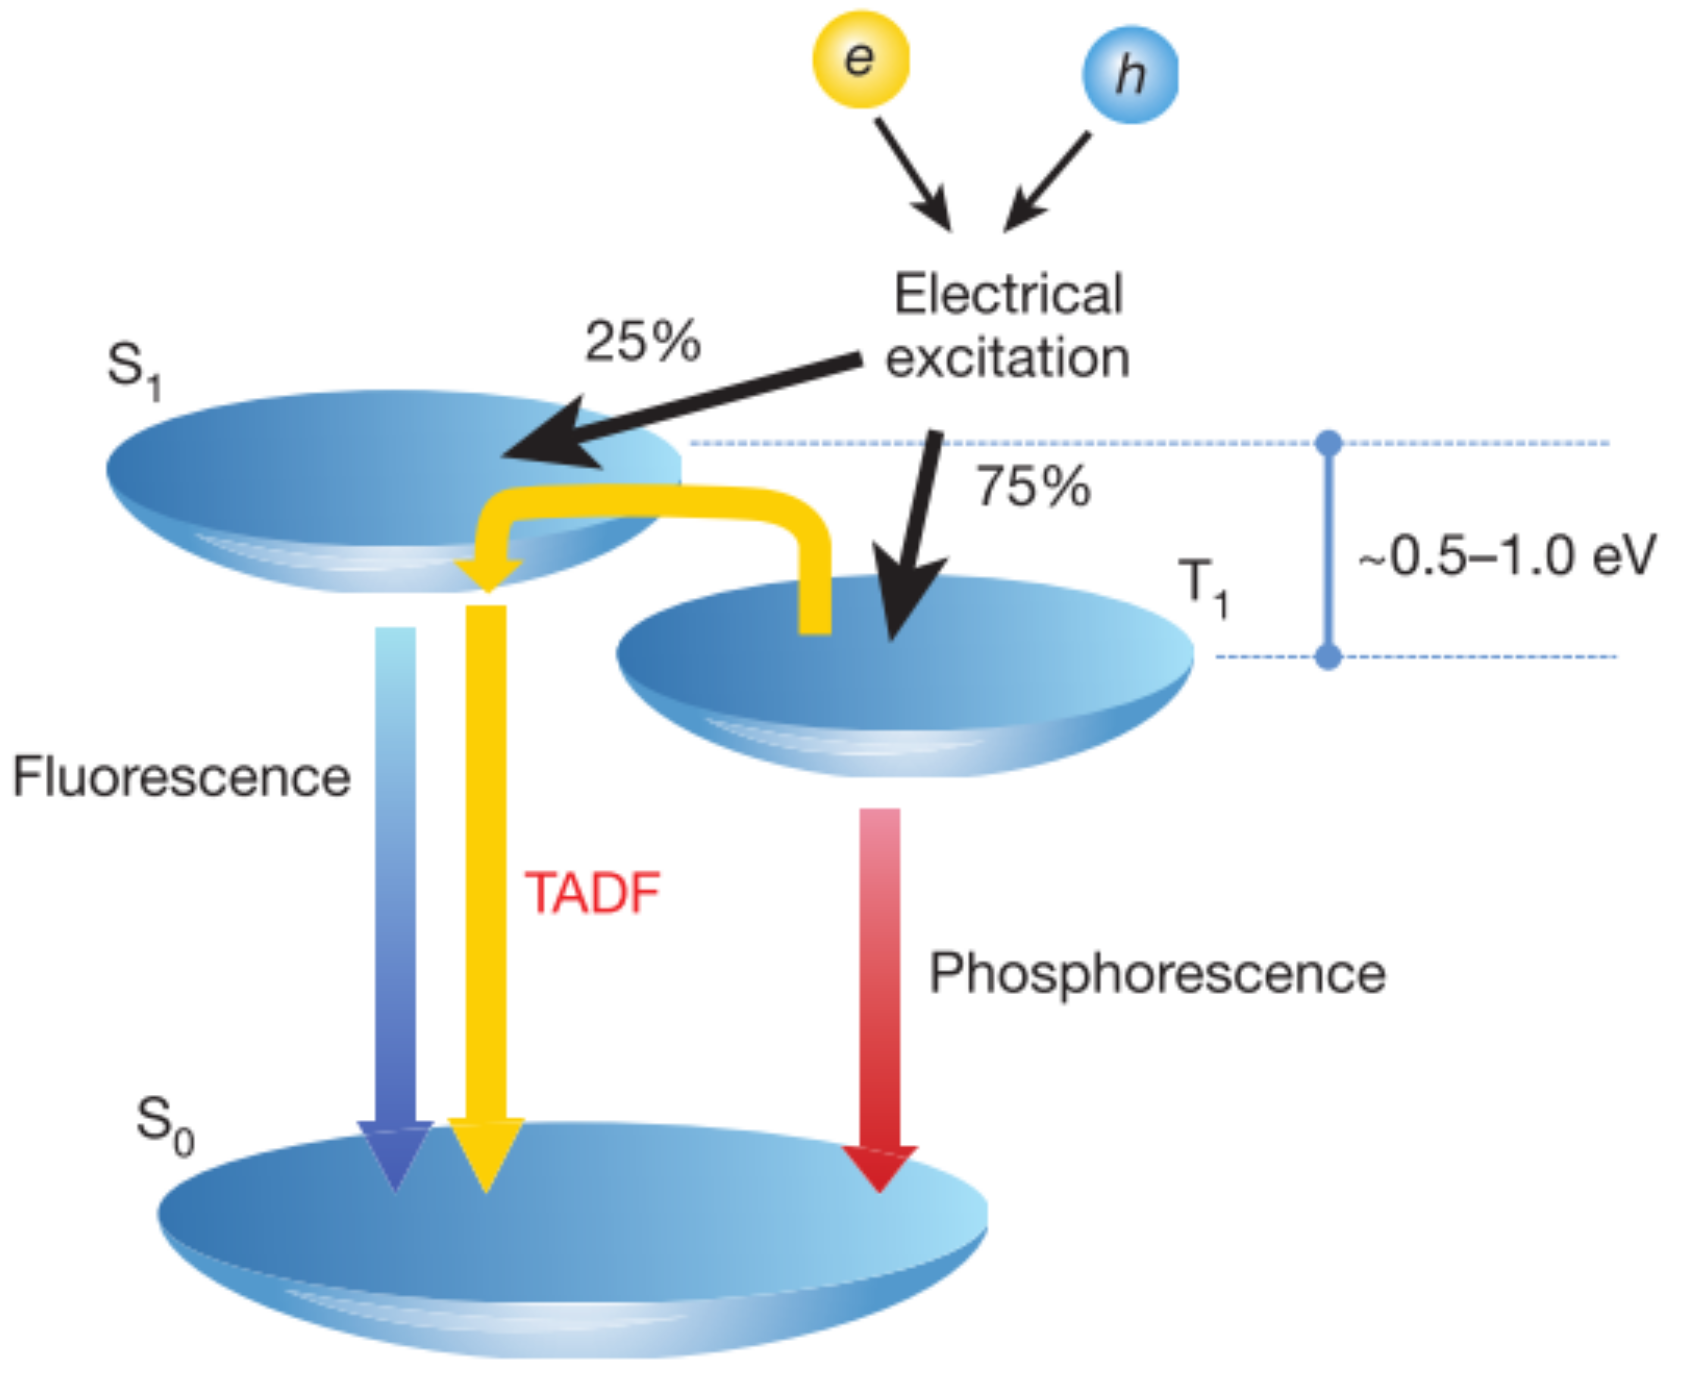 e
h
Electrical
excitation
25%
S1
75%
~0.5–1.0 eV
T1
Fluorescence
TADF
Phosphorescence
S0